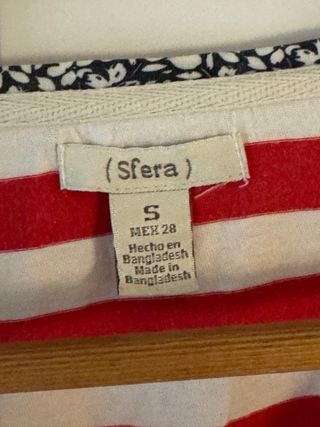 (Sfera)
S
MEX 28
Hecho en
Bangladesh
Made in
Bangladesh